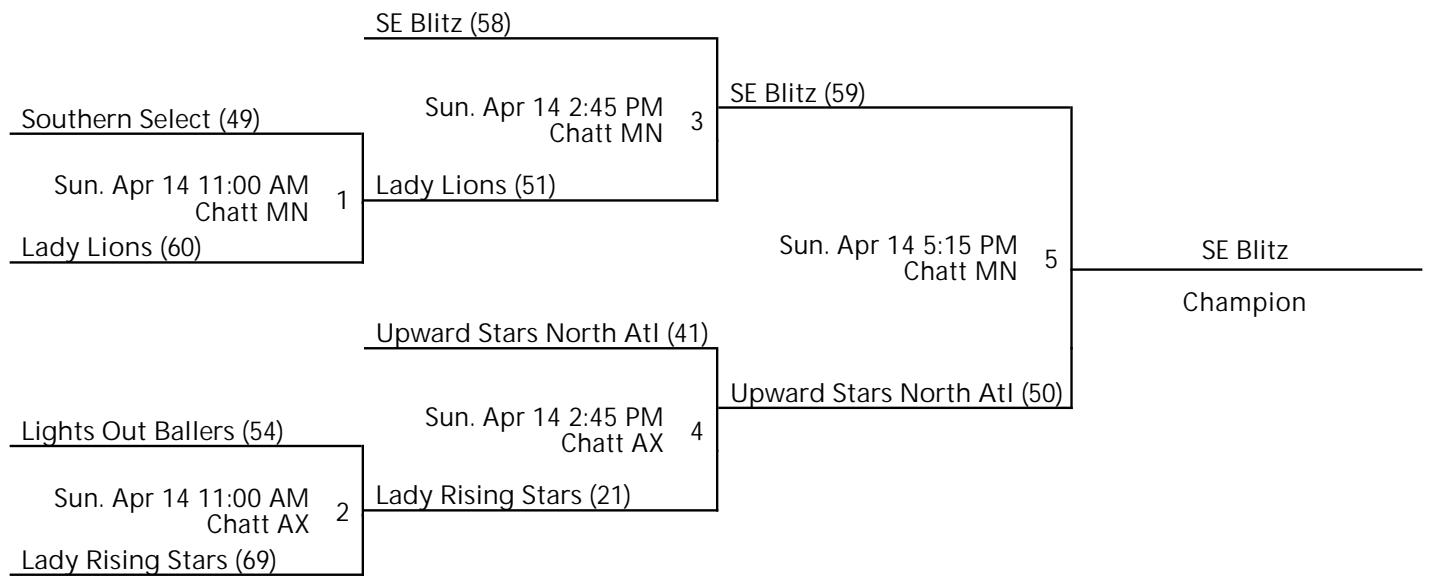 SE Blitz (58)
Southern Select (49)
Sun. Apr 14 2:45 PM
Chatt MN
3
SE Blitz (59)
Sun. Apr 14 11:00 AM
Chatt MN
1
Lady Lions (51)
Lady Lions (60)
Sun. Apr 14 5:15 PM
Chatt MN
5
SE Blitz
Champion
Upward Stars North Atl (41)
Lights Out Ballers (54)
Sun. Apr 14 2:45 PM
Chatt AX
4
Upward Stars North Atl (50)
Sun. Apr 14 11:00 AM
Chatt AX
2
Lady Rising Stars (21)
Lady Rising Stars (69)